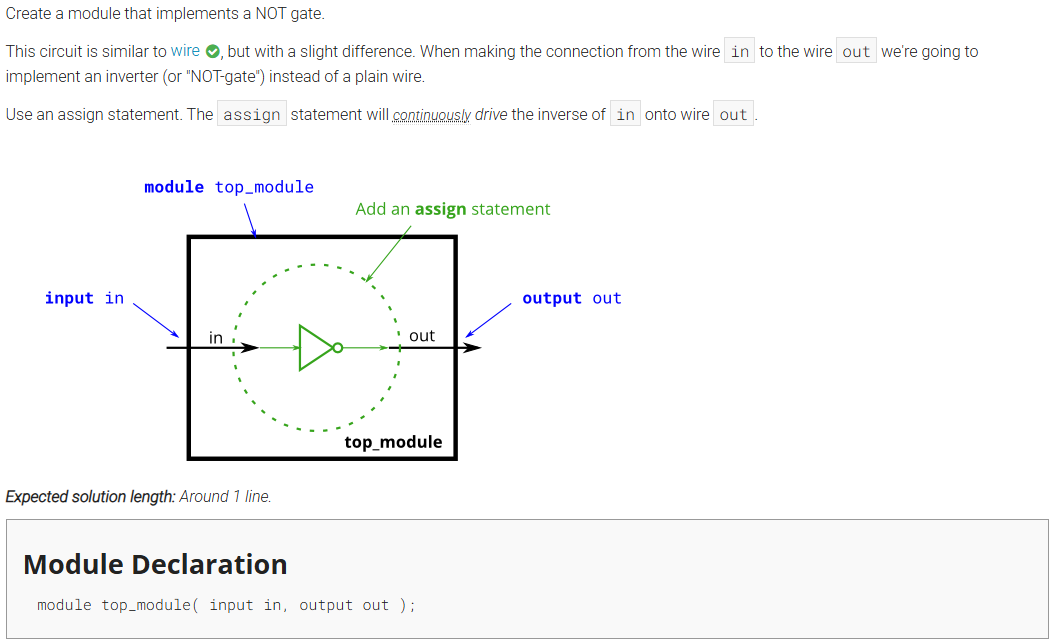 Create a module that implements a NOT gate.
This circuit is similar to wire, but with a slight difference. When making the connection from the wire in to the wire out we're going to
implement an inverter (or "NOT-gate") instead of a plain wire.
Use an assign statement. The assign statement will continuously drive the inverse of in onto wire out.
module top_module
Add an assign statement
input in
output out
in
out
top_module
Expected solution length: Around 1 line.
Module Declaration
module top_module( input in, output out );